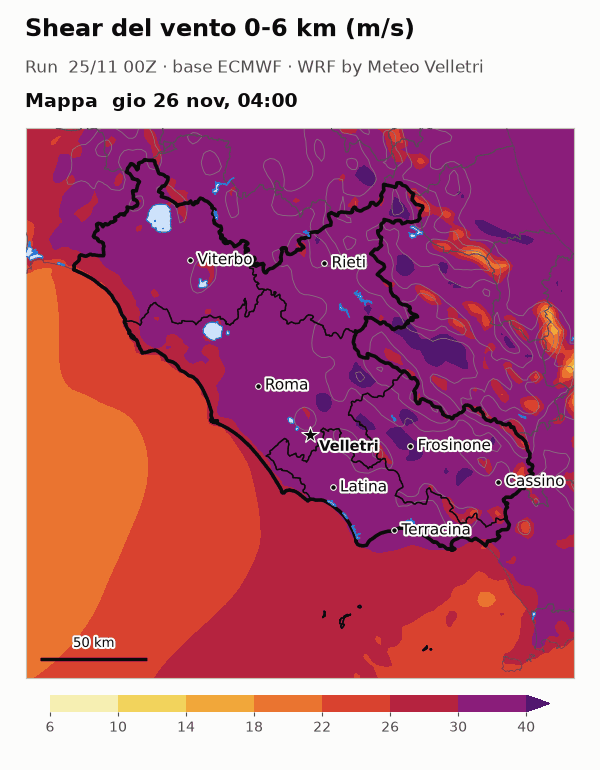 Shear del vento 0-6 km (m/s)
Run  25/11 00Z · base ECMWF · WRF by Meteo Velletri
Mappa  gio 26 nov, 04:00
Viterbo
Rieti
Roma
Velletri
Frosinone
Latina
Cassino
Terracina
50 km
6 10 14 18 22 26 30 40